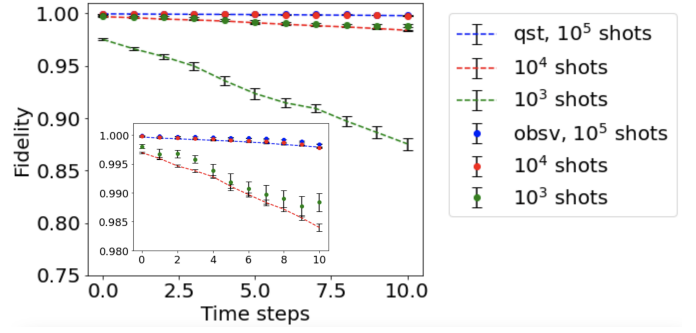 1.00
0.95
0.90
0.85
0.80
0.75
Fidelity
0.0
2.5
5.0
7.5
10.0
Time steps
1.000
0.995
0.990
0.985
0.980
0
2
4
6
8
10
qst, 10⁵ shots
10⁴ shots
10³ shots
obsv, 10⁵ shots
10⁴ shots
10³ shots